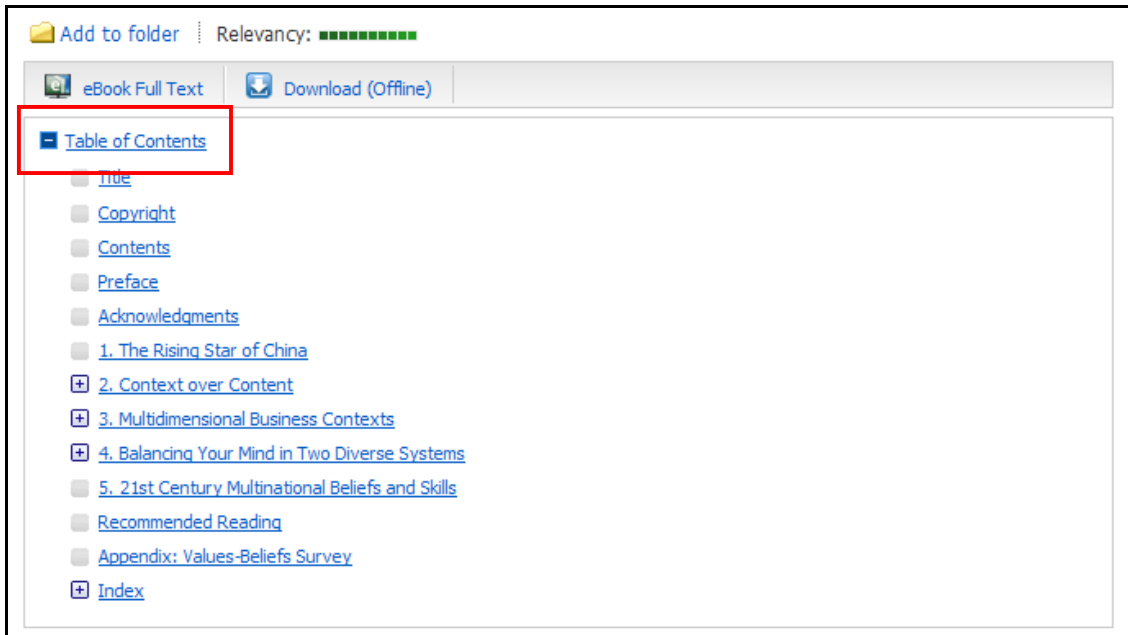 Add to folder Relevancy:
eBook Full Text Download (Offline)
Table of Contents
Title
Copyright
Contents
Preface
Acknowledgments
1. The Rising Star of China
2. Context over Content
3. Multidimensional Business Contexts
4. Balancing Your Mind in Two Diverse Systems
5. 21st Century Multinational Beliefs and Skills
Recommended Reading
Appendix: Values-Beliefs Survey
Index